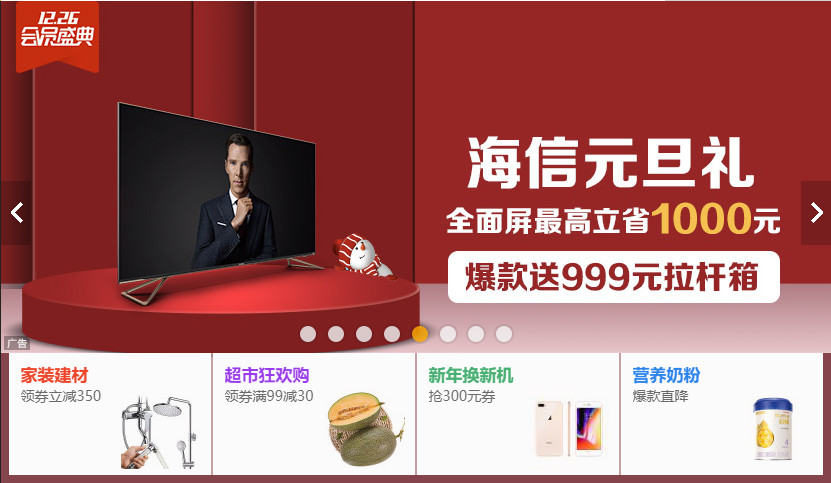 12.26
会员盛典
海信元旦礼
全面屏最高立省1000元
爆款送999元拉杆箱
广告
家装建材
领券立减350
超市狂欢购
领券满99减30
新年换新机
抢300元券
营养奶粉
爆款直降
4